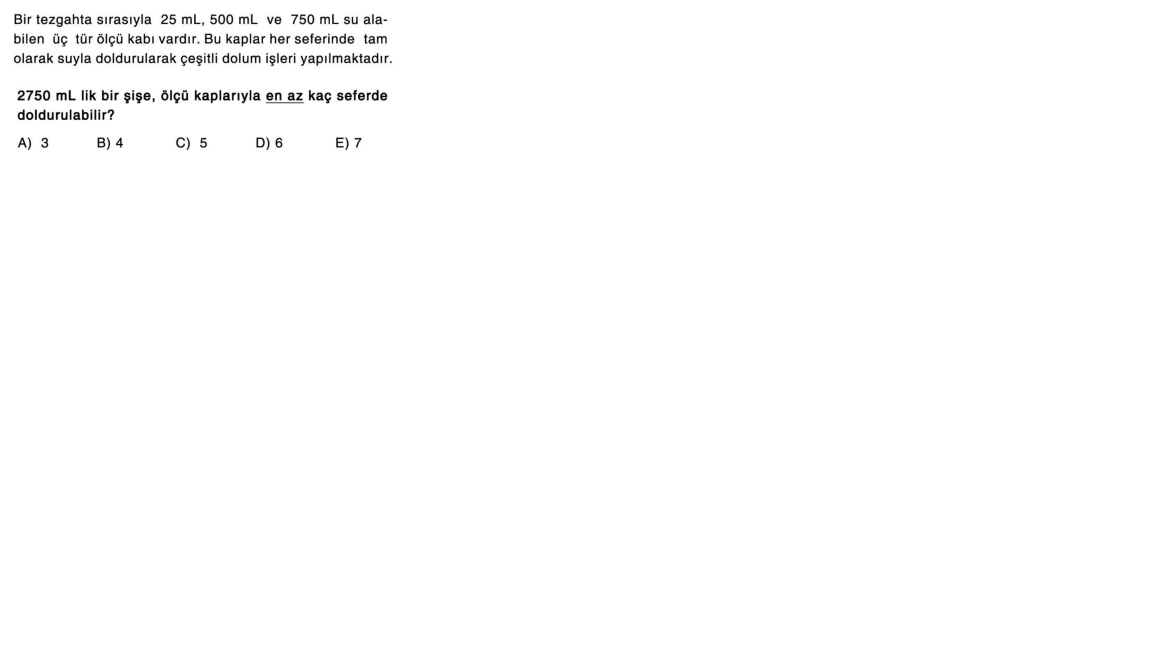 Bir tezgahta sırasıyla 25 mL, 500 mL ve 750 mL su ala-
bilen üç tür ölçü kabı vardır. Bu kaplar her seferinde tam
olarak suyla doldurularak çeşitli dolum işleri yapılmaktadır.
2750 mL lik bir şişe, ölçü kaplarıyla en az kaç seferde
doldurulabilir?
A) 3 B) 4 C) 5 D) 6 E) 7